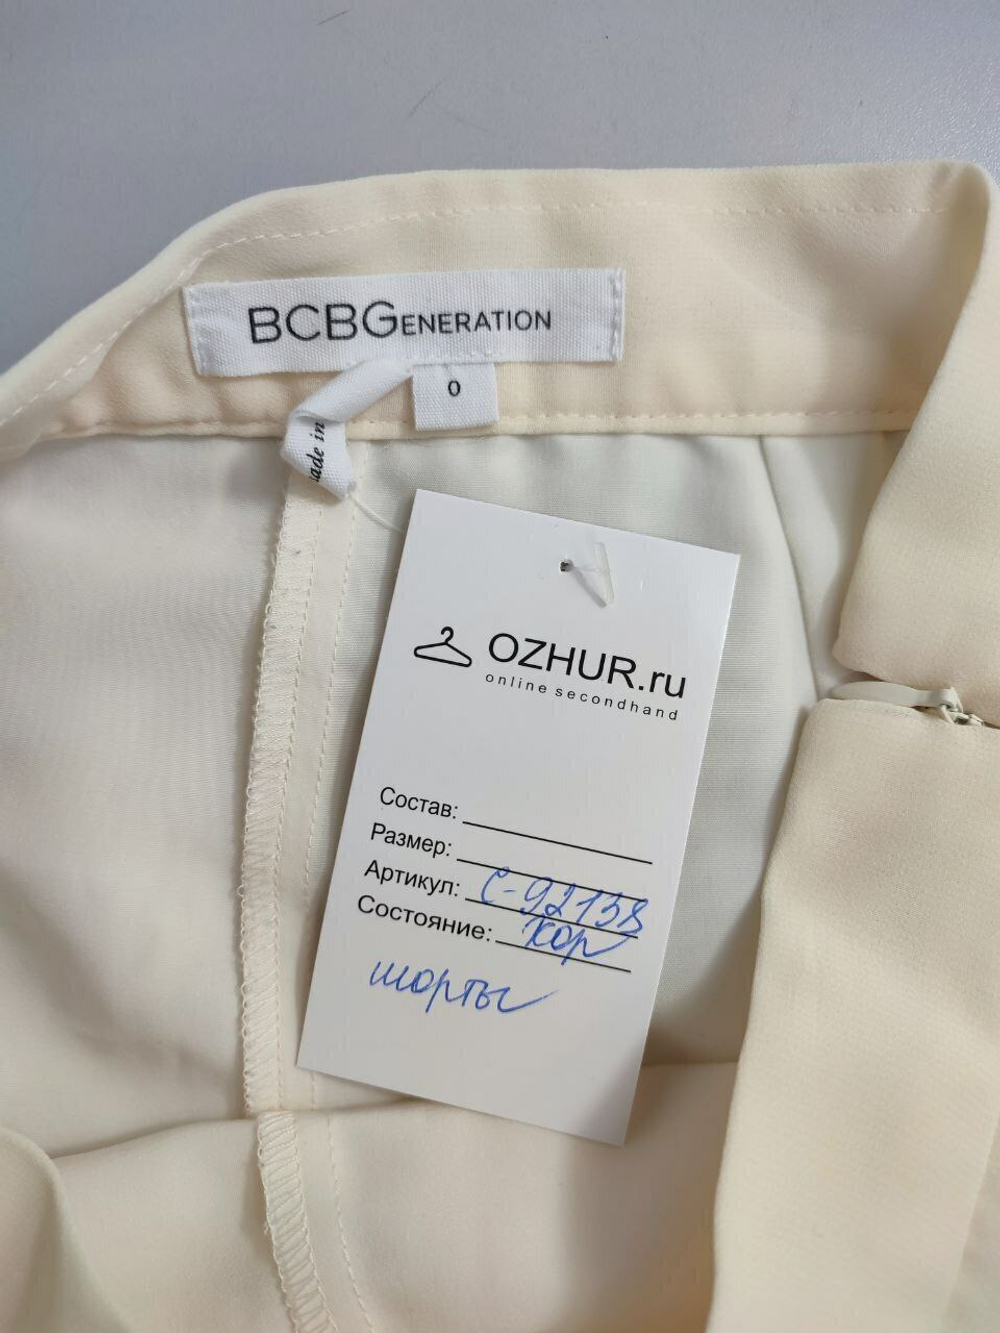 BCBGENERATION
0
ade in
OZHUR.ru
online secondhand
Состав:
Размер:
Артикул: С-92138
Состояние: хор
шорты